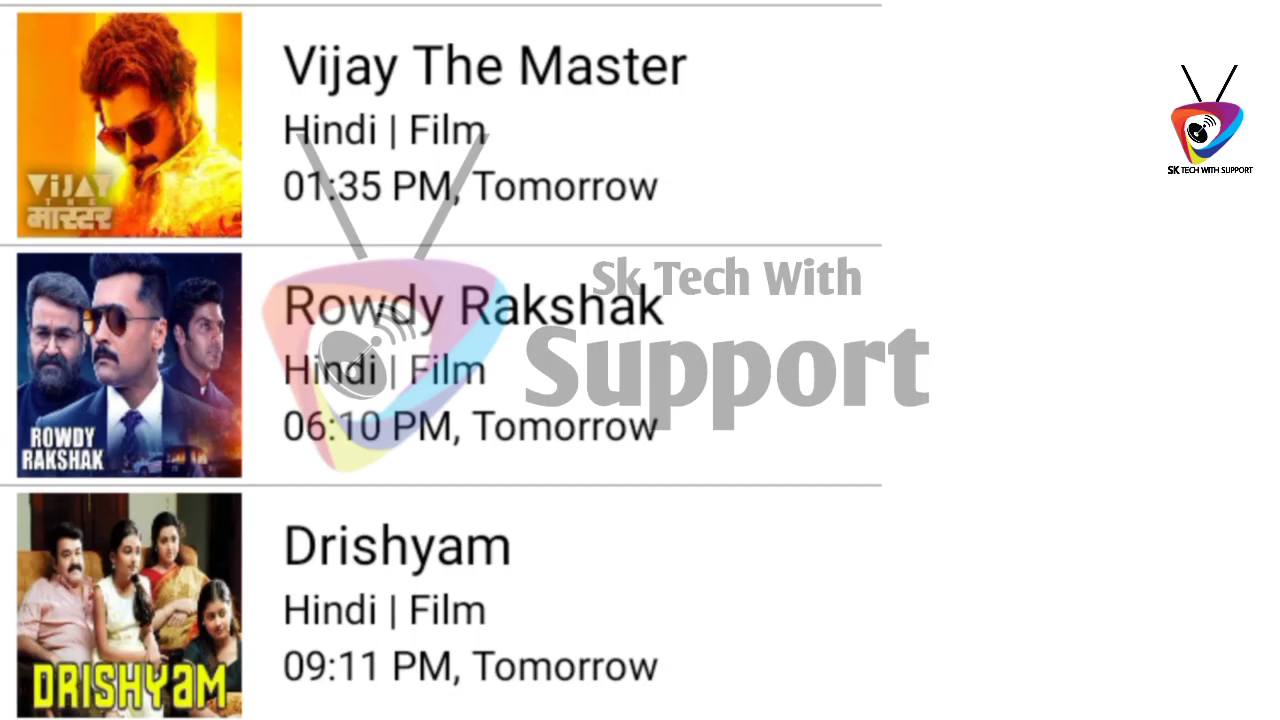 Vijay The Master
Hindi | Film
01:35 PM, Tomorrow
ViJAY
THE
मास्टर
SK TECH WITH SUPPORT
Rowdy Rakshak
Hindi | Film
06:10 PM, Tomorrow
ROWDY
RAKSHAK
Sk Tech With
Support
Drishyam
Hindi | Film
09:11 PM, Tomorrow
DRISHYaM